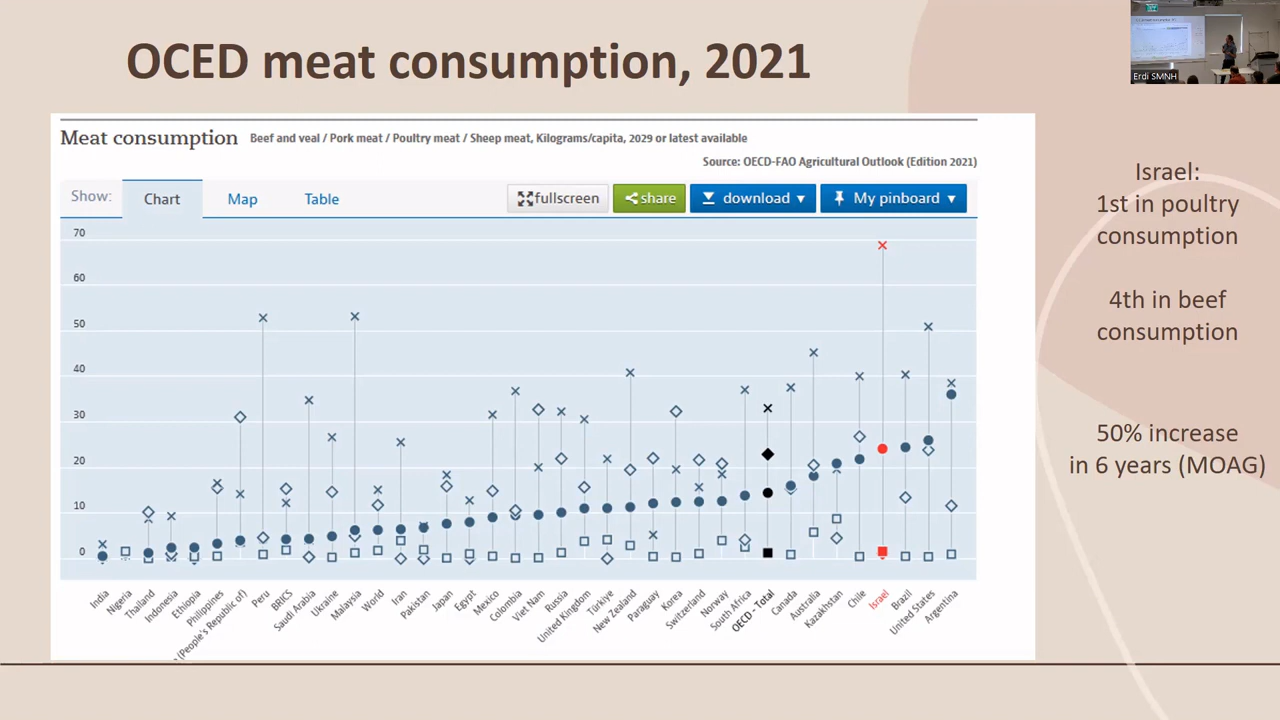 OCED meat consumption, 2021
Erdi SMNH
Meat consumption Beef and veal / Pork meat / Poultry meat / Sheep meat, Kilograms/capita, 2029 or latest available
Source: OECD-FAO Agricultural Outlook (Edition 2021)
Show: Chart Map Table fullscreen share download My pinboard
70
60
50
40
30
20
10
0
India
Nigeria
Thailand
Indonesia
Ethiopia
Philippines
(People's Republic of)
Peru
BRICS
Saudi Arabia
Ukraine
Malaysia
World
Iran
Pakistan
Japan
Egypt
Mexico
Colombia
Viet Nam
Russia
United Kingdom
Türkiye
New Zealand
Paraguay
Korea
Switzerland
Norway
South Africa
OECD - Total
Canada
Australia
Kazakhstan
Chile
Israel
Brazil
United States
Argentina
Israel:
1st in poultry
consumption
4th in beef
consumption
50% increase
in 6 years (MOAG)